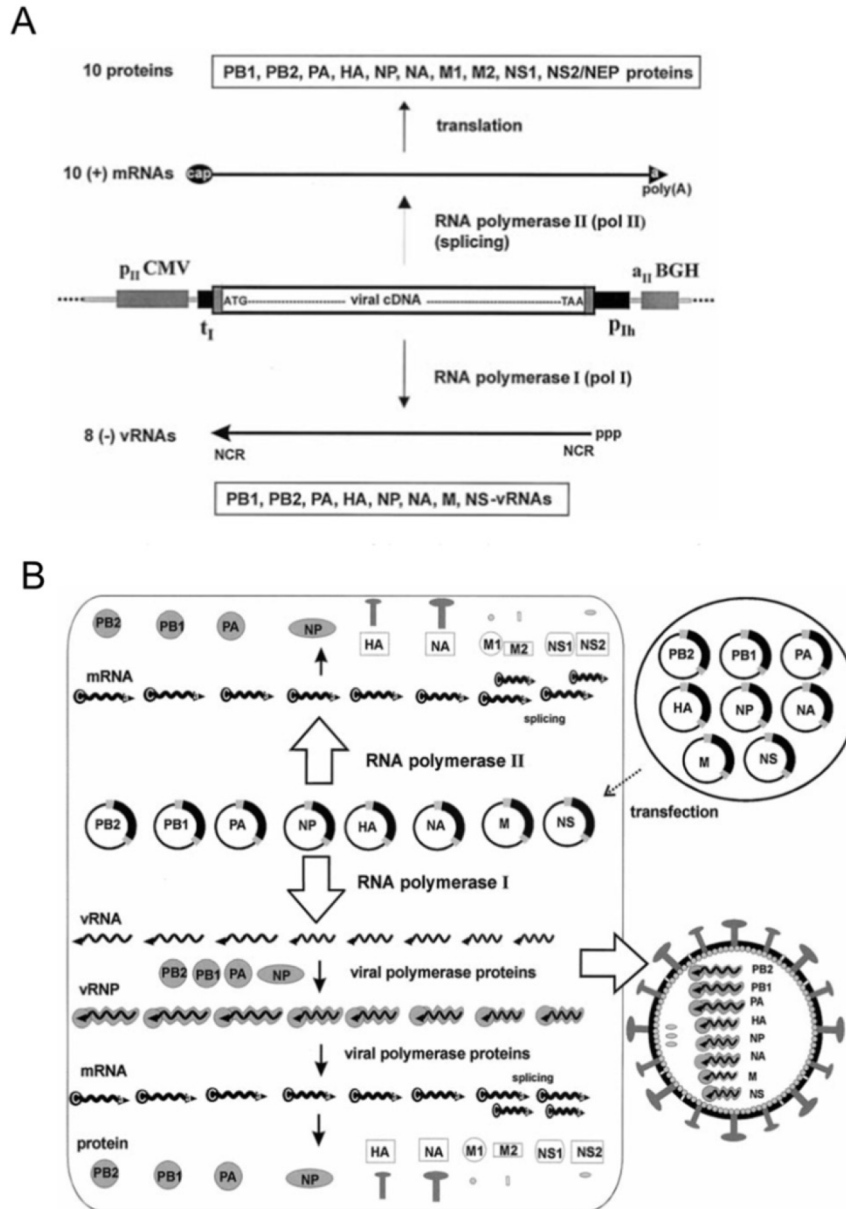 A
10 proteins PB1, PB2, PA, HA, NP, NA, M1, M2, NS1, NS2/NEP proteins
translation
10 (+) mRNAs cap a
poly(A)
RNA polymerase II (pol II)
(splicing)
pII CMV aII BGH
ATG viral cDNA TAA
tI pIh
RNA polymerase I (pol I)
8 (-) vRNAs ppp
NCR NCR
PB1, PB2, PA, HA, NP, NA, M, NS-vRNAs
B
PB2 PB1 PA NP HA NA M1 M2 NS1 NS2
mRNA
C C C C C C C C C C
splicing
RNA polymerase II
PB2 PB1 PA NP HA NA M NS
RNA polymerase I
vRNA
PB2 PB1 PA NP viral polymerase proteins
vRNP
viral polymerase proteins
mRNA splicing
C C C C C C C C C C
protein
PB2 PB1 PA NP HA NA M1 M2 NS1 NS2
PB2 PB1 PA
HA NP NA
M NS
transfection
PB2
PB1
PA
HA
NP
NA
M
NS